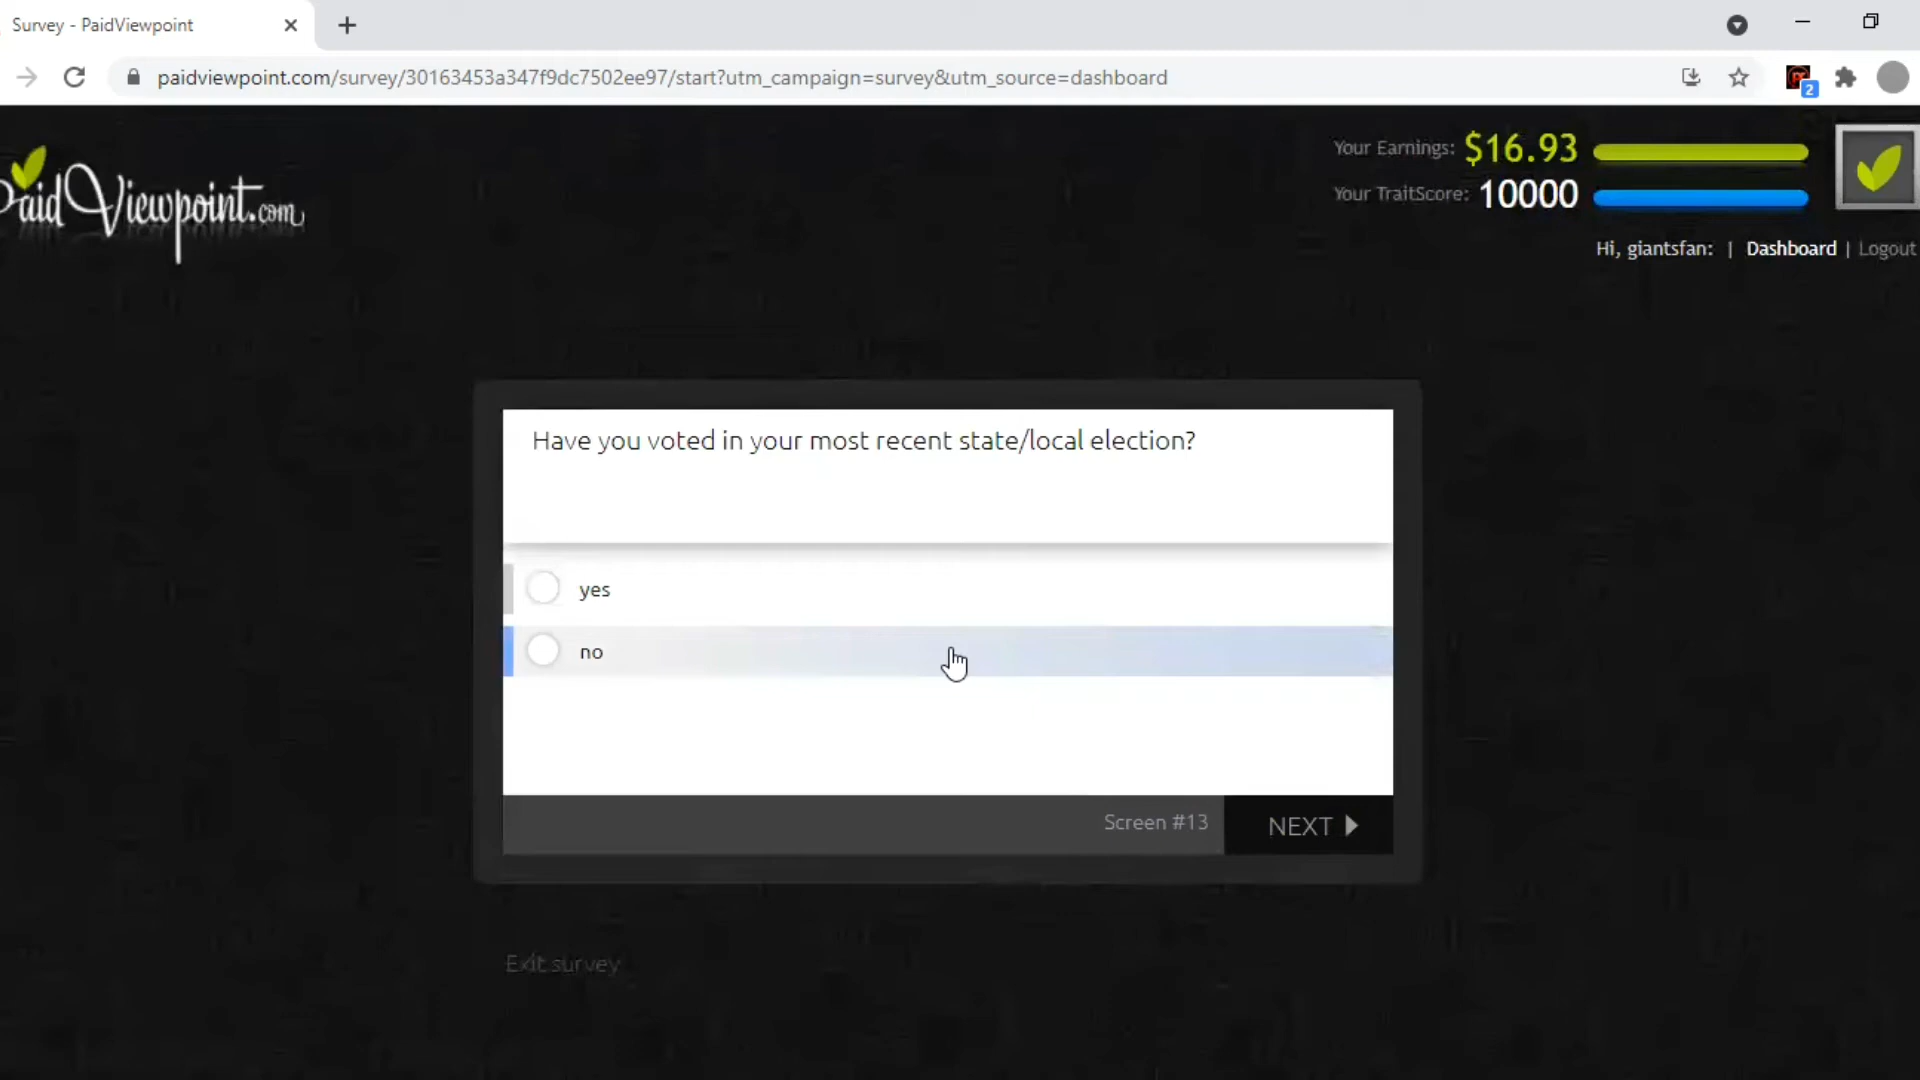 Survey - PaidViewpoint
paidviewpoint.com/survey/30163453a347f9dc7502ee97/start?utm_campaign=survey&utm_source=dashboard
2
PaidViewpoint.com
Your Earnings: $16.93
Your TraitScore: 10000
Hi, giantsfan: | Dashboard | Logout
Have you voted in your most recent state/local election?
yes
no
Screen #13
NEXT
Exit survey